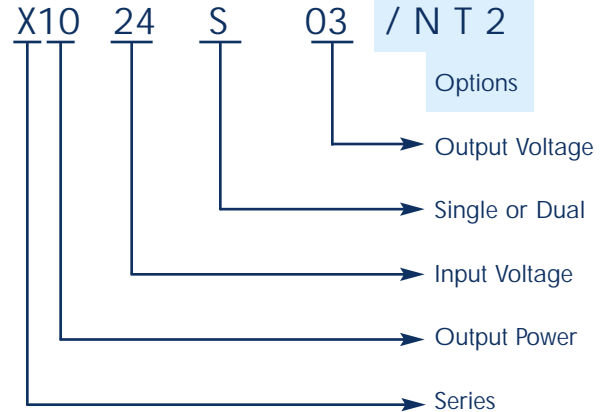 X10 24 S 03 / N T 2
Options
Output Voltage
Single or Dual
Input Voltage
Output Power
Series